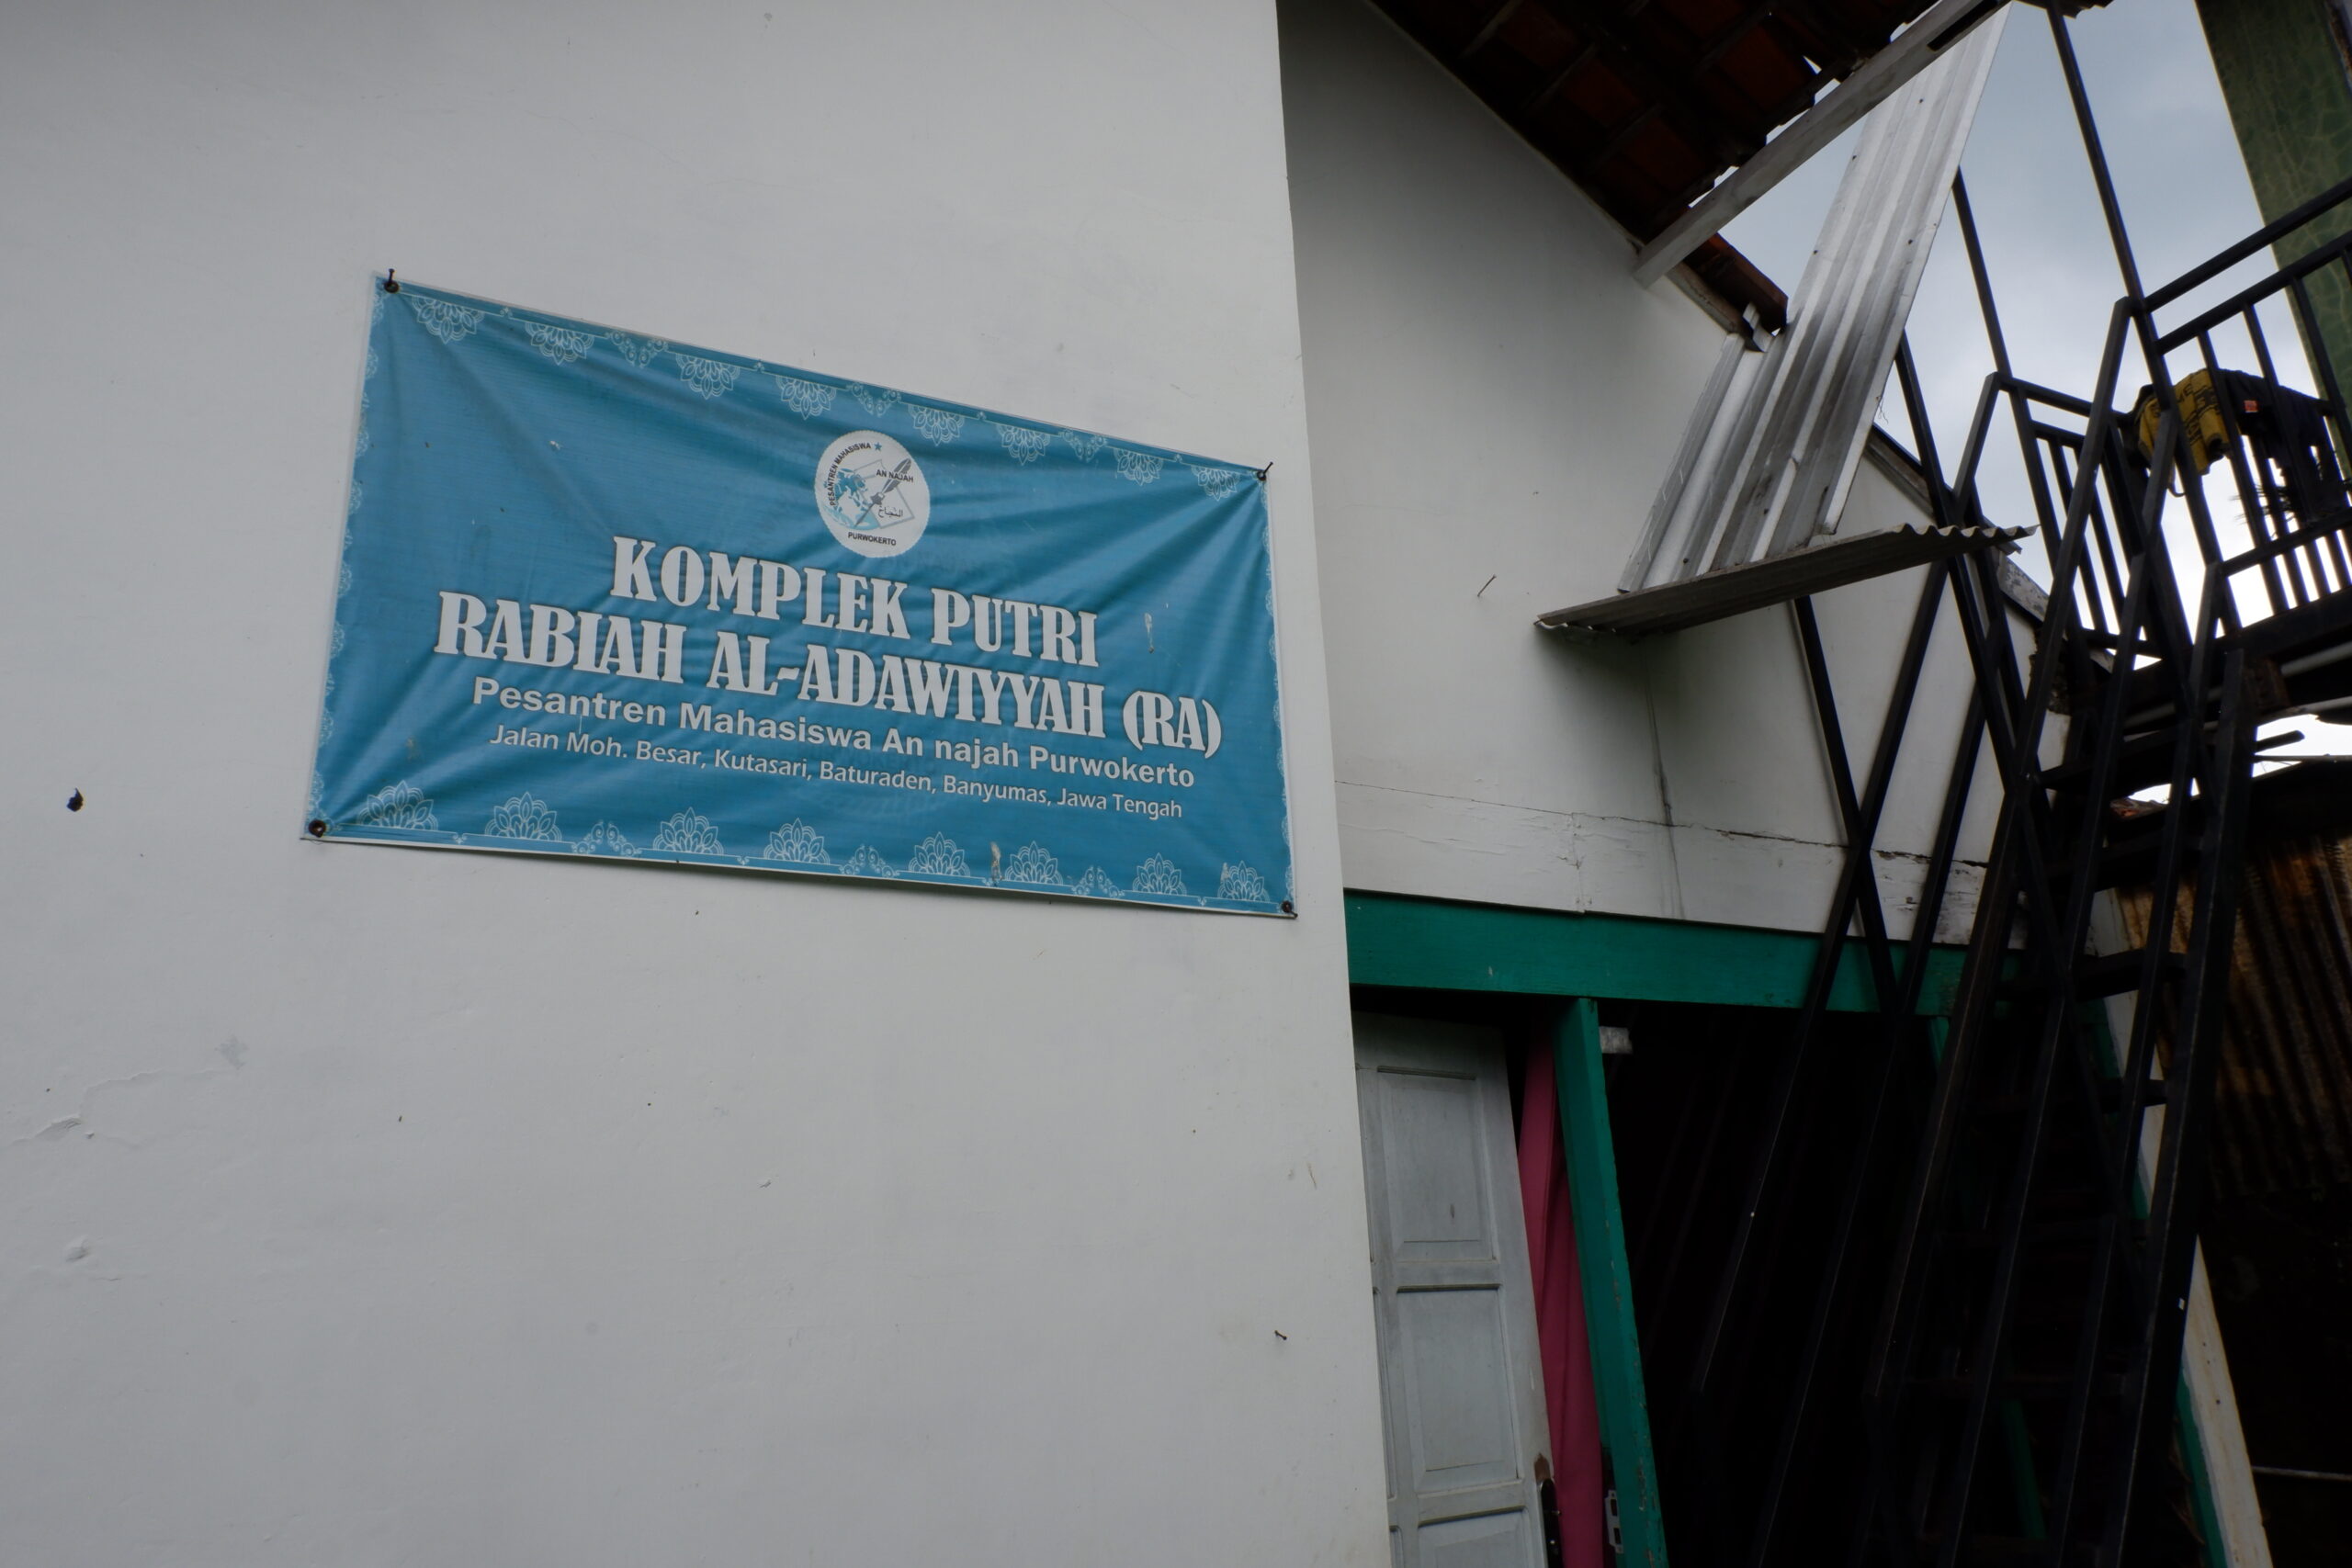 PESANTREN MAHASISWA
AN NAJAH
النجاح
PURWOKERTO
KOMPLEK PUTRI
RABIAH AL-ADAWIYYAH (RA)
Pesantren Mahasiswa An najah Purwokerto
Jalan Moh. Besar, Kutasari, Baturaden, Banyumas, Jawa Tengah